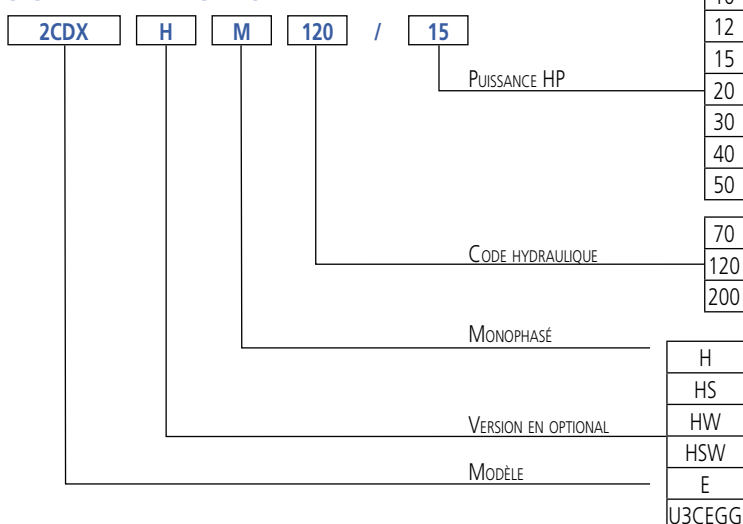 2CDX H M 120 / 15
12
15
PUISSANCE HP
20
30
40
50
70
CODE HYDRAULIQUE
120
200
MONOPHASÉ
H
HS
VERSION EN OPTIONAL
HW
HSW
MODÈLE
E
U3CEGG